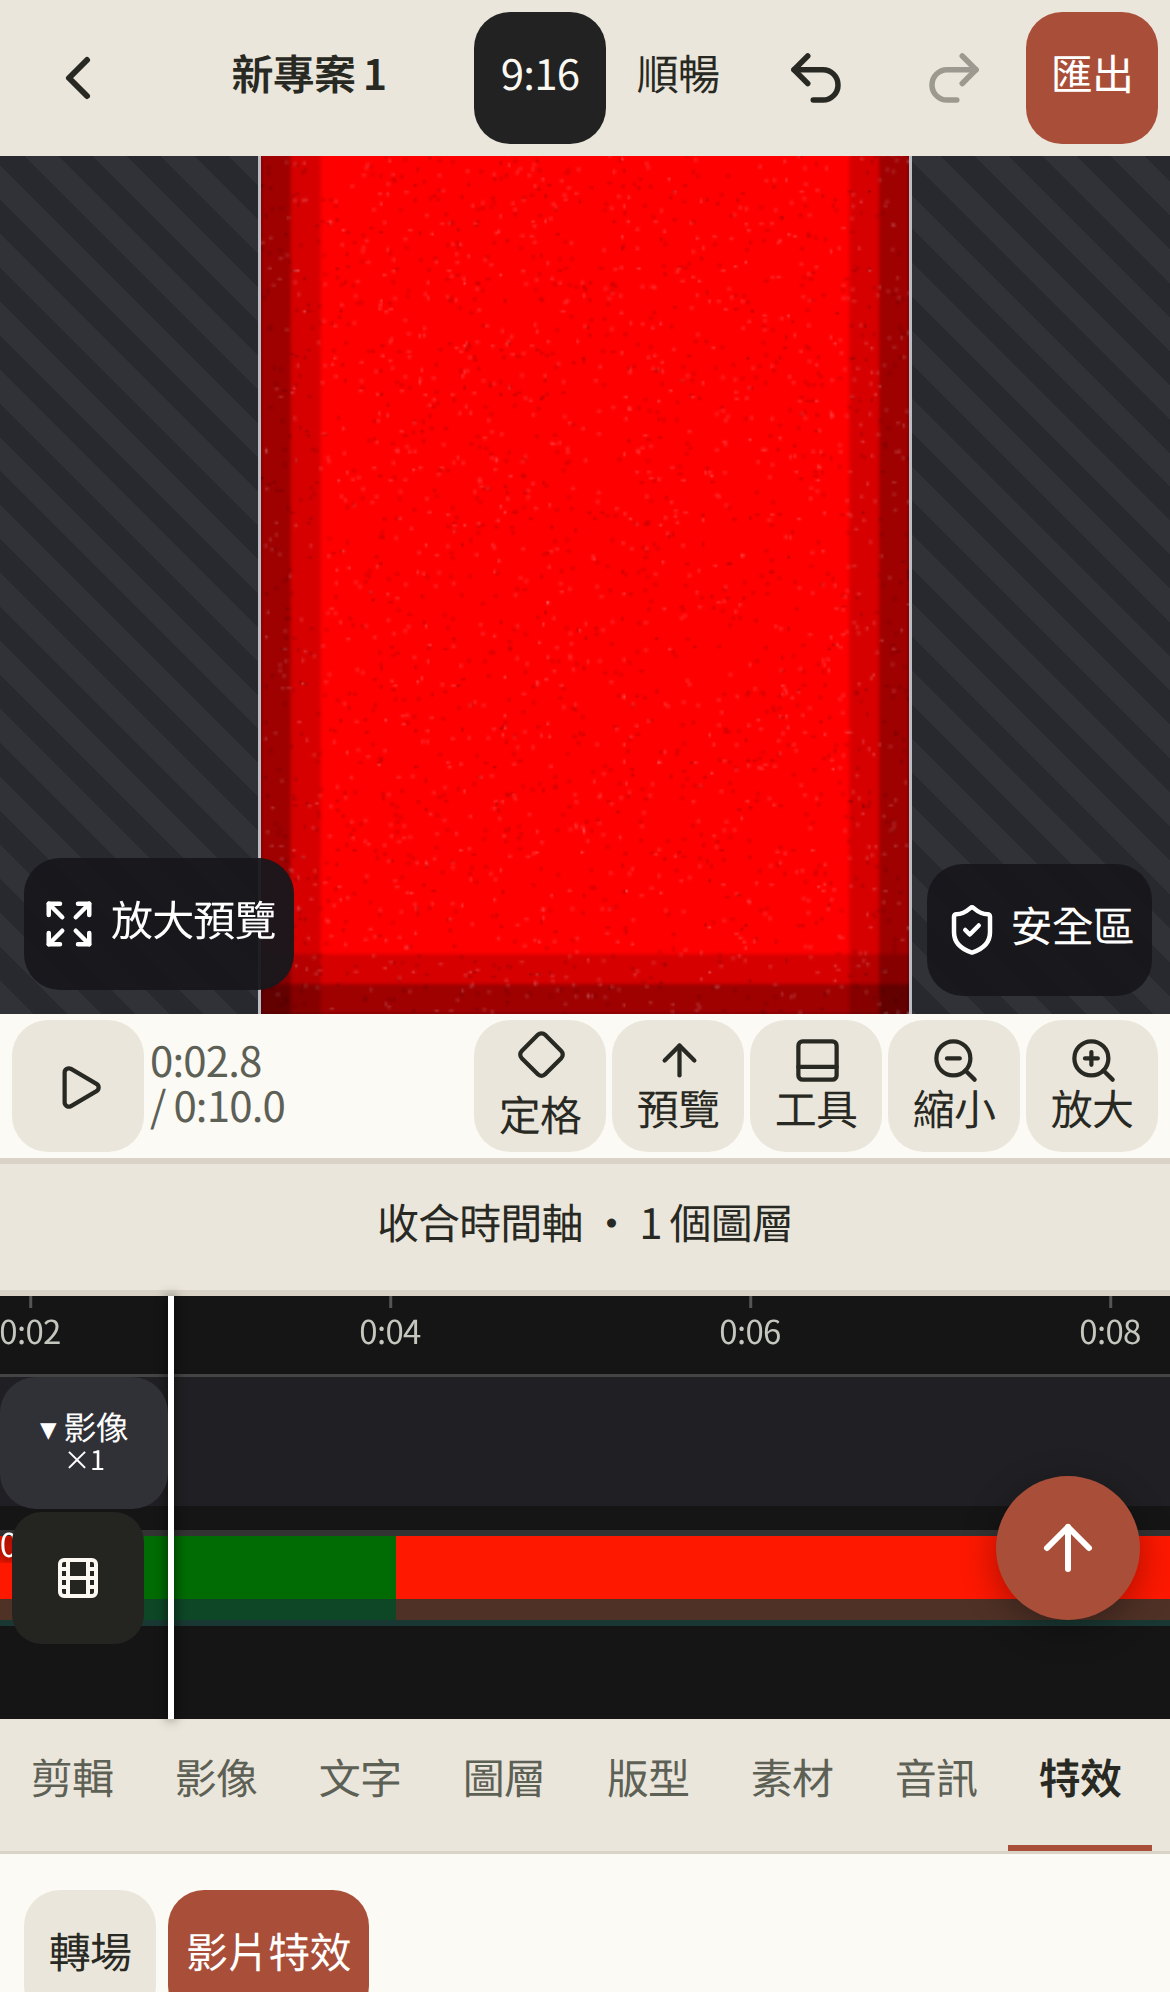 新專案 1
9:16
順暢
匯出
放大預覽
安全區
0:02.8
/ 0:10.0
定格
預覽
工具
縮小
放大
收合時間軸 · 1 個圖層
0:02
0:04
0:06
0:08
▾ 影像
×1
剪輯
影像
文字
圖層
版型
素材
音訊
特效
轉場
影片特效